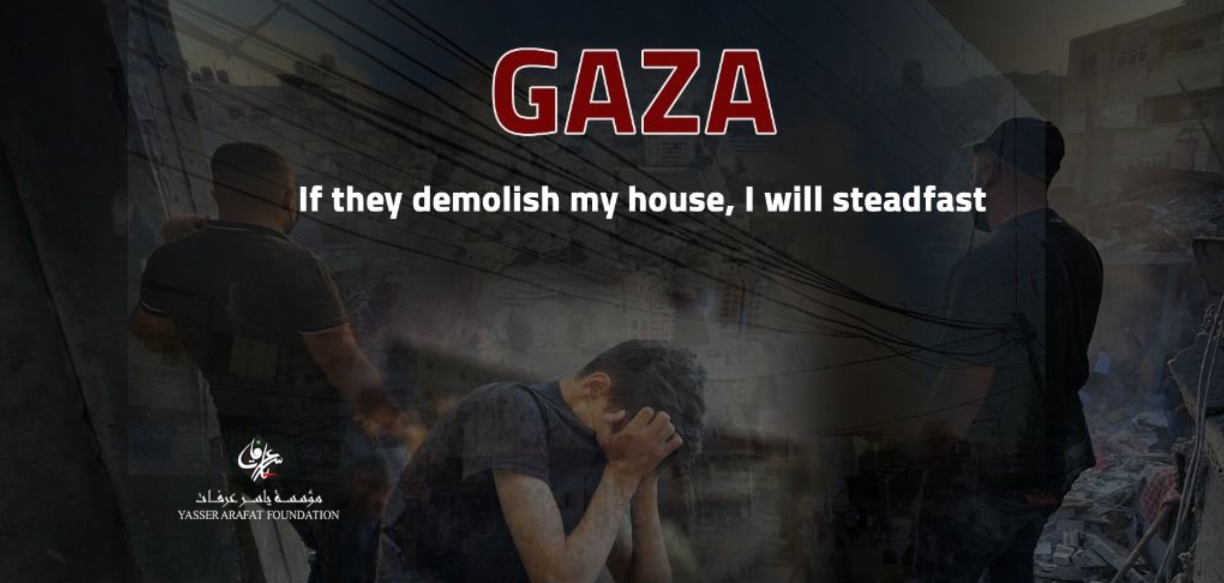 GAZA
If they demolish my house, I will steadfast
مؤسسة ياسر عرفات
YASSER ARAFAT FOUNDATION